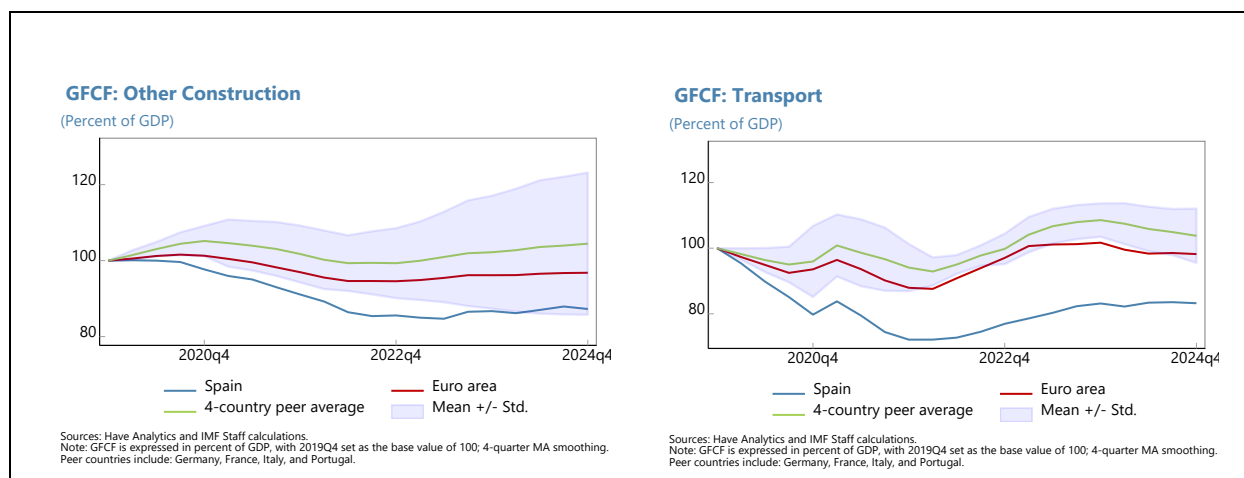 GFCF: Other Construction
(Percent of GDP)
120
100
80
2020q4 2022q4 2024q4
Spain Euro area
4-country peer average Mean +/- Std.
Sources: Have Analytics and IMF Staff calculations.
Note: GFCF is expressed in percent of GDP, with 2019Q4 set as the base value of 100; 4-quarter MA smoothing.
Peer countries include: Germany, France, Italy, and Portugal.
GFCF: Transport
(Percent of GDP)
120
100
80
2020q4 2022q4 2024q4
Spain Euro area
4-country peer average Mean +/- Std.
Sources: Have Analytics and IMF Staff calculations.
Note: GFCF is expressed in percent of GDP, with 2019Q4 set as the base value of 100; 4-quarter MA smoothing.
Peer countries include: Germany, France, Italy, and Portugal.